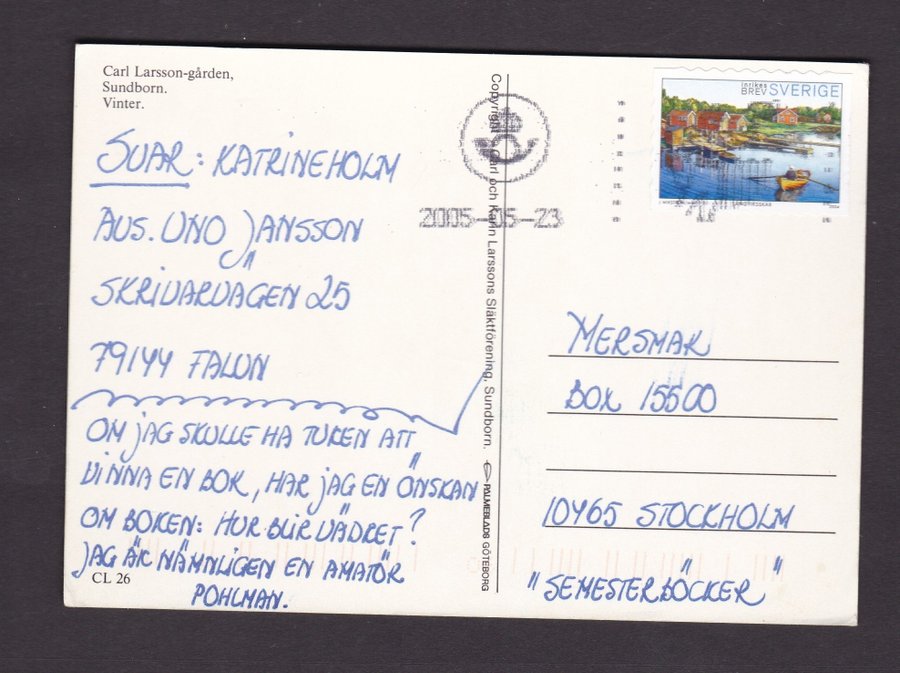 Carl Larsson-gården,
Sundborn.
Vinter.
SVAR: KATRINEHOLM
AVS. UNO JANSSON
SKRIVARVÄGEN 25
79144 FALUN
OM JAG SKULLE HA TUREN ATT
VINNA EN BOK, HAR JAG EN ÖNSKAN
OM BOKEN: HUR BLIR VÄDRET?
JAG ÄR NÄMNLIGEN EN AMATÖR
POHLMAN.
CL 26
Copyright: Carl och Karin Larssons Släktförening, Sundborn.
PALMEBLADS GÖTEBORG
2005-05-23
inrikes
BREV SVERIGE
MERSMAK
BOX 15500
10465 STOCKHOLM
"SEMESTERBÖCKER"